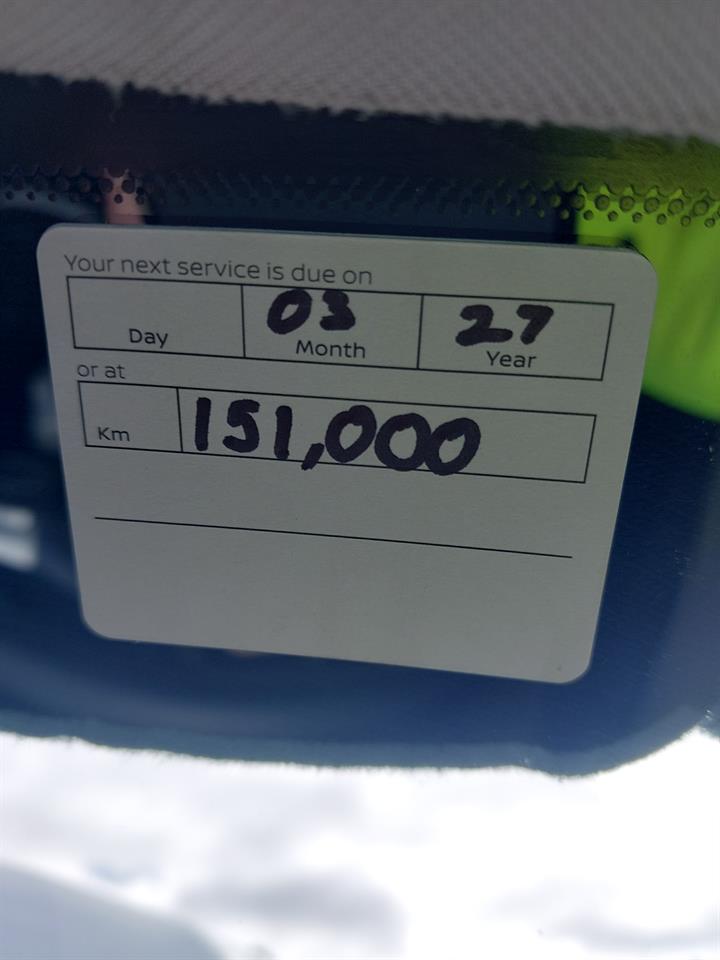 Your next service is due on
03 27
Day Month Year
or at
Km 151,000